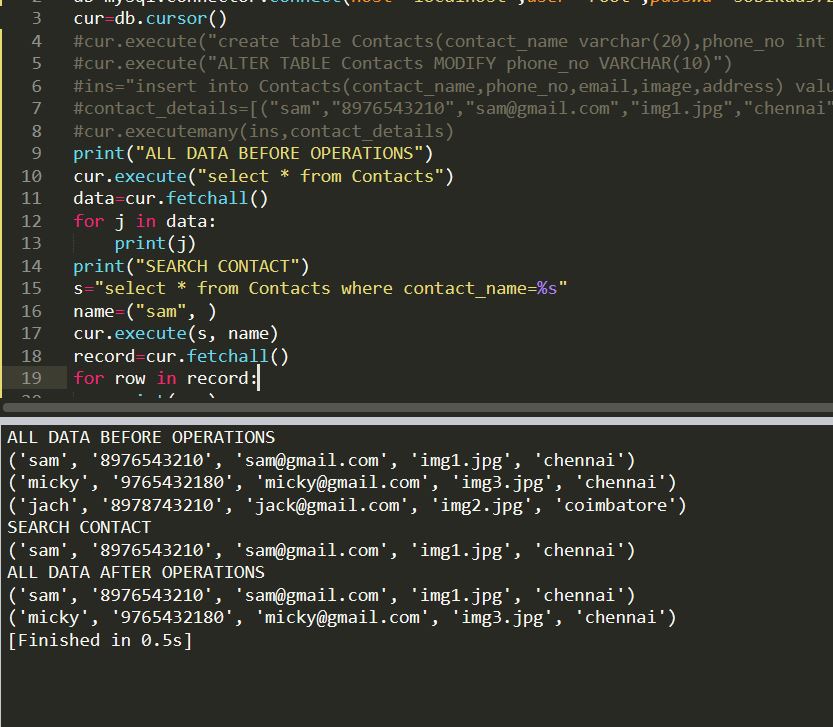 3 cur=db.cursor()
4 #cur.execute("create table Contacts(contact_name varchar(20),phone_no int
5 #cur.execute("ALTER TABLE Contacts MODIFY phone_no VARCHAR(10)")
6 #ins="insert into Contacts(contact_name,phone_no,email,image,address) valu
7 #contact_details=[("sam","8976543210","sam@gmail.com","img1.jpg","chennai"
8 #cur.executemany(ins,contact_details)
9 print("ALL DATA BEFORE OPERATIONS")
10 cur.execute("select * from Contacts")
11 data=cur.fetchall()
12 for j in data:
13 print(j)
14 print("SEARCH CONTACT")
15 s="select * from Contacts where contact_name=%s"
16 name=("sam", )
17 cur.execute(s, name)
18 record=cur.fetchall()
19 for row in record:
ALL DATA BEFORE OPERATIONS
('sam', '8976543210', 'sam@gmail.com', 'img1.jpg', 'chennai')
('micky', '9765432180', 'micky@gmail.com', 'img3.jpg', 'chennai')
('jach', '8978743210', 'jack@gmail.com', 'img2.jpg', 'coimbatore')
SEARCH CONTACT
('sam', '8976543210', 'sam@gmail.com', 'img1.jpg', 'chennai')
ALL DATA AFTER OPERATIONS
('sam', '8976543210', 'sam@gmail.com', 'img1.jpg', 'chennai')
('micky', '9765432180', 'micky@gmail.com', 'img3.jpg', 'chennai')
[Finished in 0.5s]